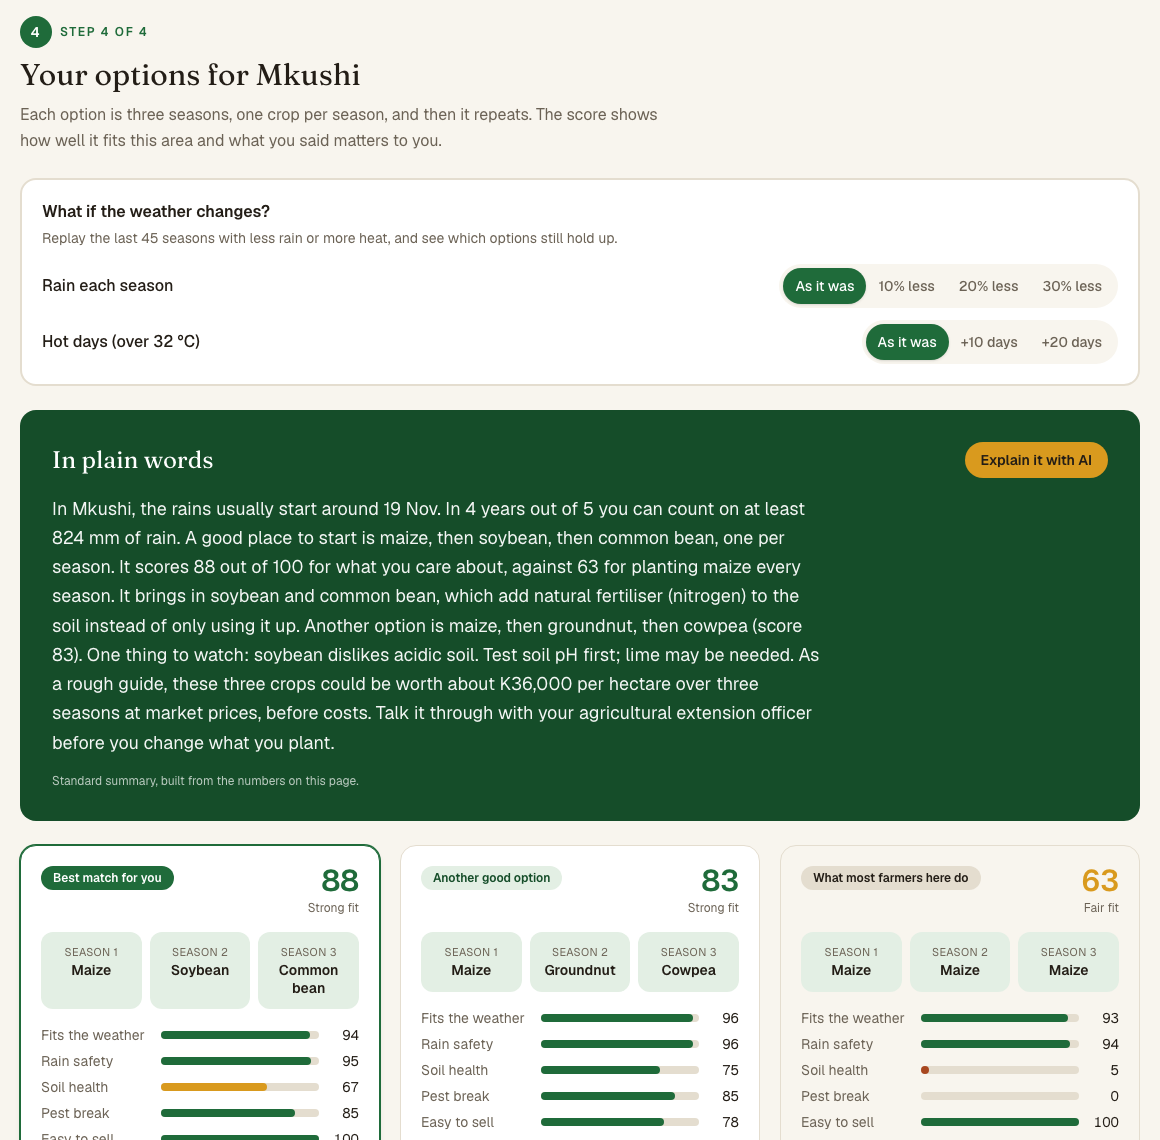 4 STEP 4 OF 4
Your options for Mkushi
Each option is three seasons, one crop per season, and then it repeats. The score shows
how well it fits this area and what you said matters to you.
What if the weather changes?
Replay the last 45 seasons with less rain or more heat, and see which options still hold up.
Rain each season As it was 10% less 20% less 30% less
Hot days (over 32 °C) As it was +10 days +20 days
In plain words
Explain it with AI
In Mkushi, the rains usually start around 19 Nov. In 4 years out of 5 you can count on at least
824 mm of rain. A good place to start is maize, then soybean, then common bean, one per
season. It scores 88 out of 100 for what you care about, against 63 for planting maize every
season. It brings in soybean and common bean, which add natural fertiliser (nitrogen) to the
soil instead of only using it up. Another option is maize, then groundnut, then cowpea (score
83). One thing to watch: soybean dislikes acidic soil. Test soil pH first; lime may be needed. As
a rough guide, these three crops could be worth about K36,000 per hectare over three
seasons at market prices, before costs. Talk it through with your agricultural extension officer
before you change what you plant.
Standard summary, built from the numbers on this page.
Best match for you 88
Strong fit
SEASON 1 SEASON 2 SEASON 3
Maize Soybean Common
bean
Fits the weather 94
Rain safety 95
Soil health 67
Pest break 85
Easy to sell 100
Another good option 83
Strong fit
SEASON 1 SEASON 2 SEASON 3
Maize Groundnut Cowpea
Fits the weather 96
Rain safety 96
Soil health 75
Pest break 85
Easy to sell 78
What most farmers here do 63
Fair fit
SEASON 1 SEASON 2 SEASON 3
Maize Maize Maize
Fits the weather 93
Rain safety 94
Soil health 5
Pest break 0
Easy to sell 100